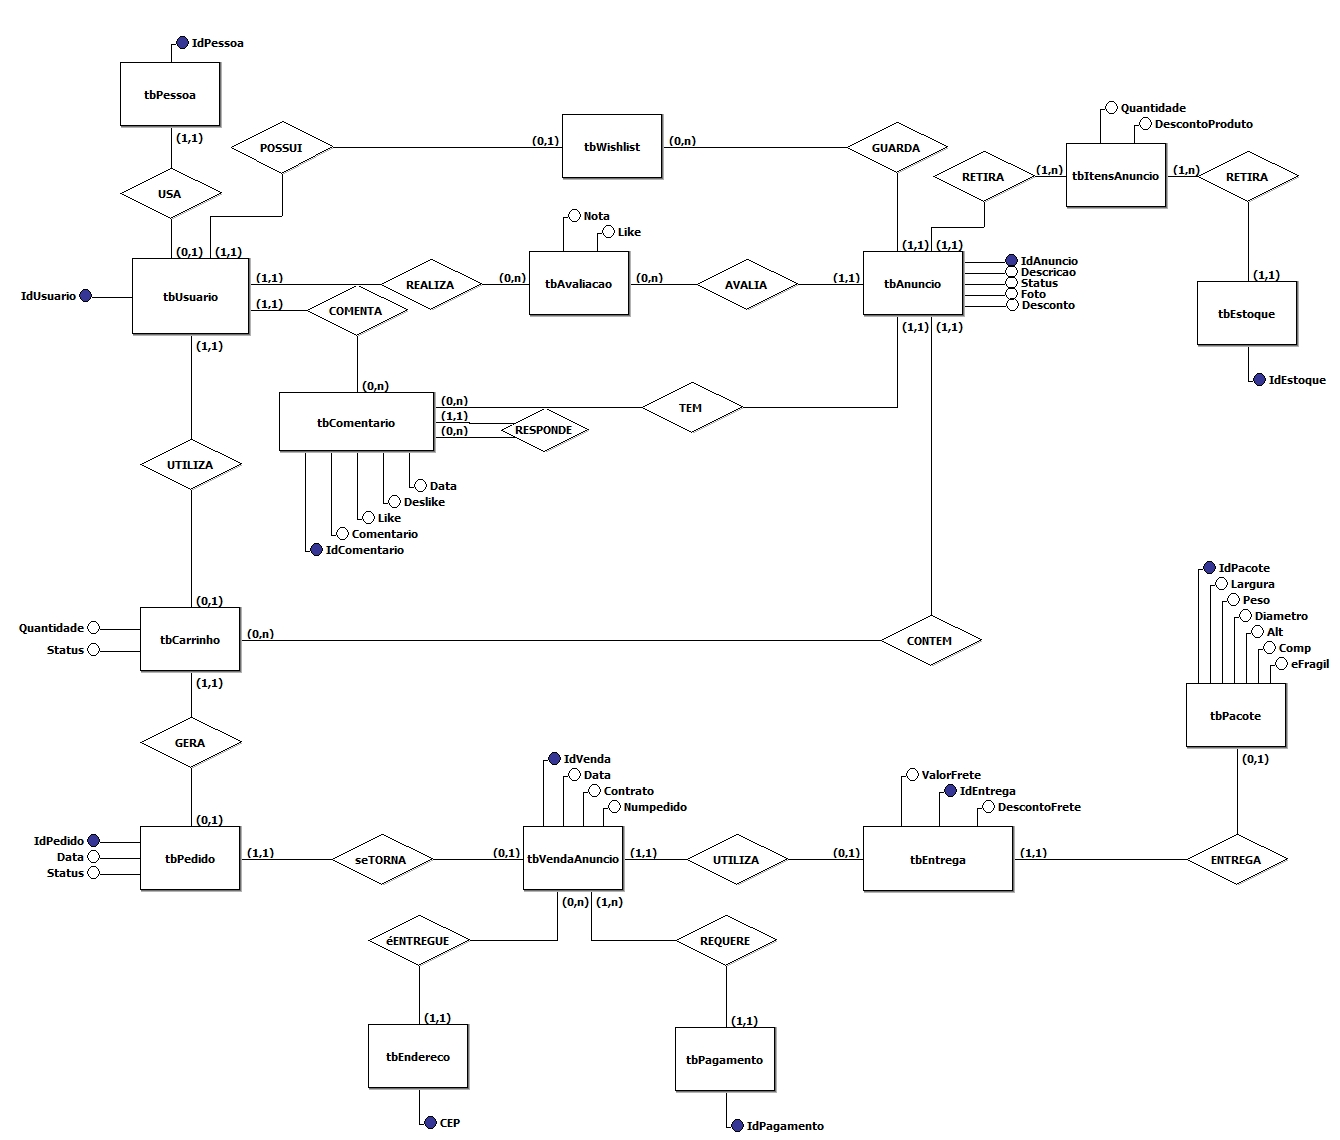 IdPessoa
tbPessoa
(1,1)
USA
(0,1)
(1,1)
POSSUI
(0,1)
tbWishlist
(0,n)
GUARDA
(1,1)
(1,1)
RETIRA
(1,n)
Quantidade
DescontoProduto
tbItensAnuncio
(1,n)
RETIRA
(1,1)
tbEstoque
IdEstoque
IdUsuario
tbUsuario
(1,1)
REALIZA
(0,n)
Nota
Like
tbAvaliacao
(0,n)
AVALIA
(1,1)
tbAnuncio
IdAnuncio
Descricao
Status
Foto
Desconto
(1,1)
COMENTA
(0,n)
(1,1)
(1,1)
(1,1)
tbComentario
(0,n)
TEM
(1,1)
(0,n)
RESPONDE
Data
Deslike
Like
Comentario
IdComentario
UTILIZA
(0,1)
Quantidade
Status
tbCarrinho
(0,n)
CONTEM
(1,1)
GERA
(0,1)
IdPacote
Largura
Peso
Diametro
Alt
Comp
eFragil
tbPacote
(0,1)
ENTREGA
IdPedido
Data
Status
tbPedido
(1,1)
seTORNA
(0,1)
IdVenda
Data
Contrato
Numpedido
tbVendaAnuncio
(1,1)
UTILIZA
(0,1)
ValorFrete
IdEntrega
DescontoFrete
tbEntrega
(1,1)
(0,n)
(1,n)
éENTREGUE
REQUERE
(1,1)
(1,1)
tbEndereco
tbPagamento
CEP
IdPagamento